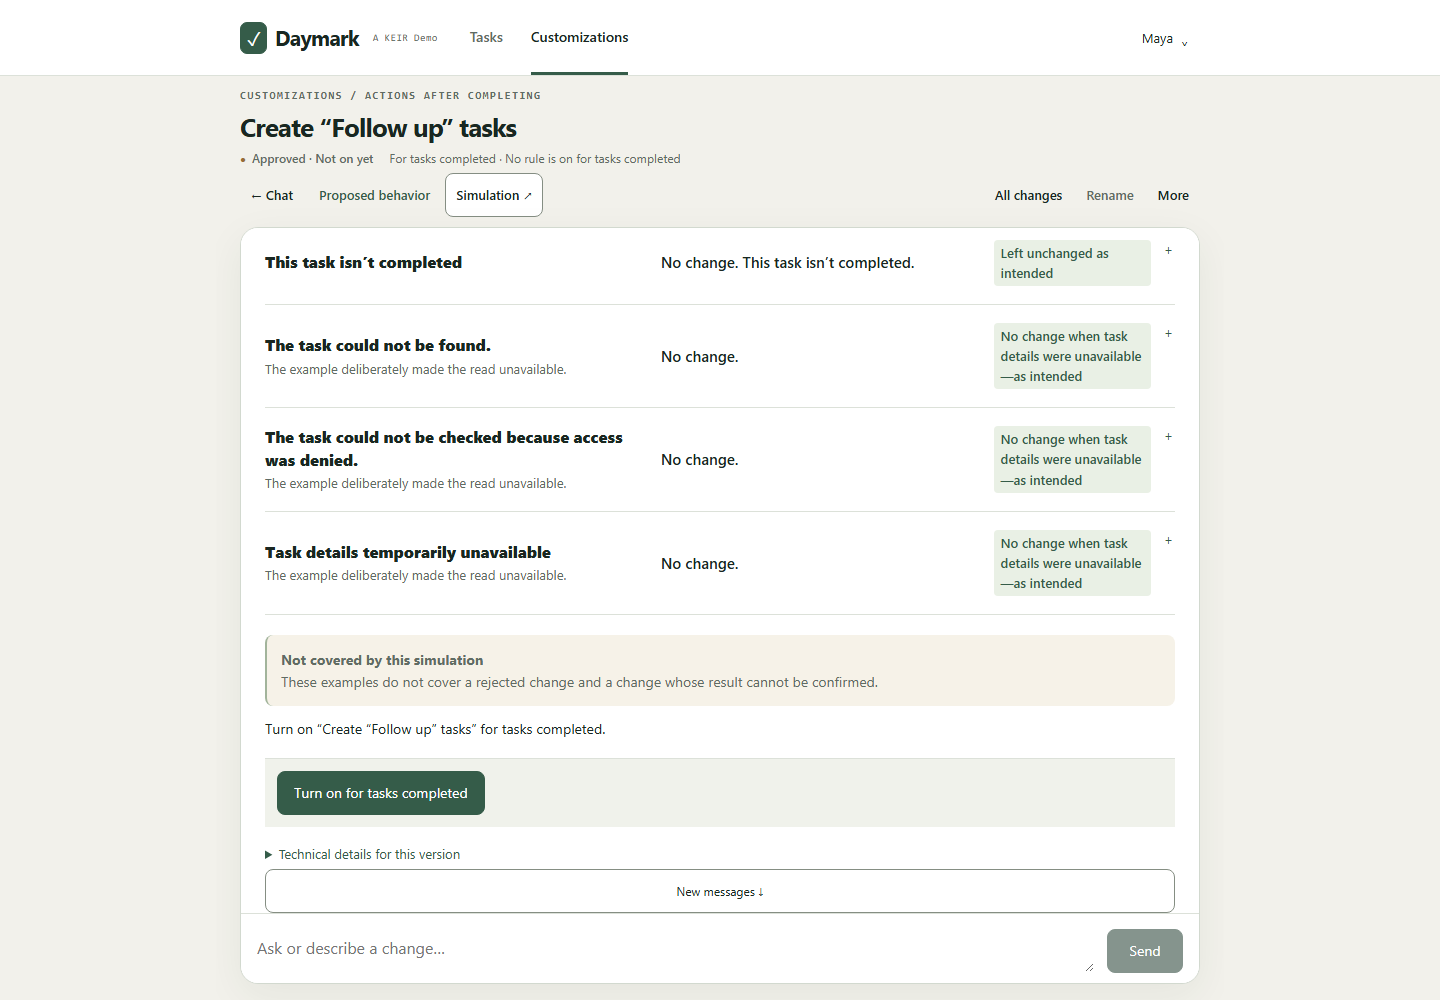 ✓ Daymark A KEIR Demo Tasks Customizations Maya
CUSTOMIZATIONS / ACTIONS AFTER COMPLETING
Create “Follow up” tasks
• Approved · Not on yet For tasks completed · No rule is on for tasks completed
← Chat Proposed behavior Simulation ↗ All changes Rename More
This task isn’t completed
No change. This task isn’t completed.
Left unchanged as
intended
+
The task could not be found.
The example deliberately made the read unavailable.
No change.
No change when task
details were unavailable
—as intended
+
The task could not be checked because access
was denied.
The example deliberately made the read unavailable.
No change.
No change when task
details were unavailable
—as intended
+
Task details temporarily unavailable
The example deliberately made the read unavailable.
No change.
No change when task
details were unavailable
—as intended
+
Not covered by this simulation
These examples do not cover a rejected change and a change whose result cannot be confirmed.
Turn on “Create “Follow up” tasks” for tasks completed.
Turn on for tasks completed
▶ Technical details for this version
New messages ↓
Ask or describe a change...
Send